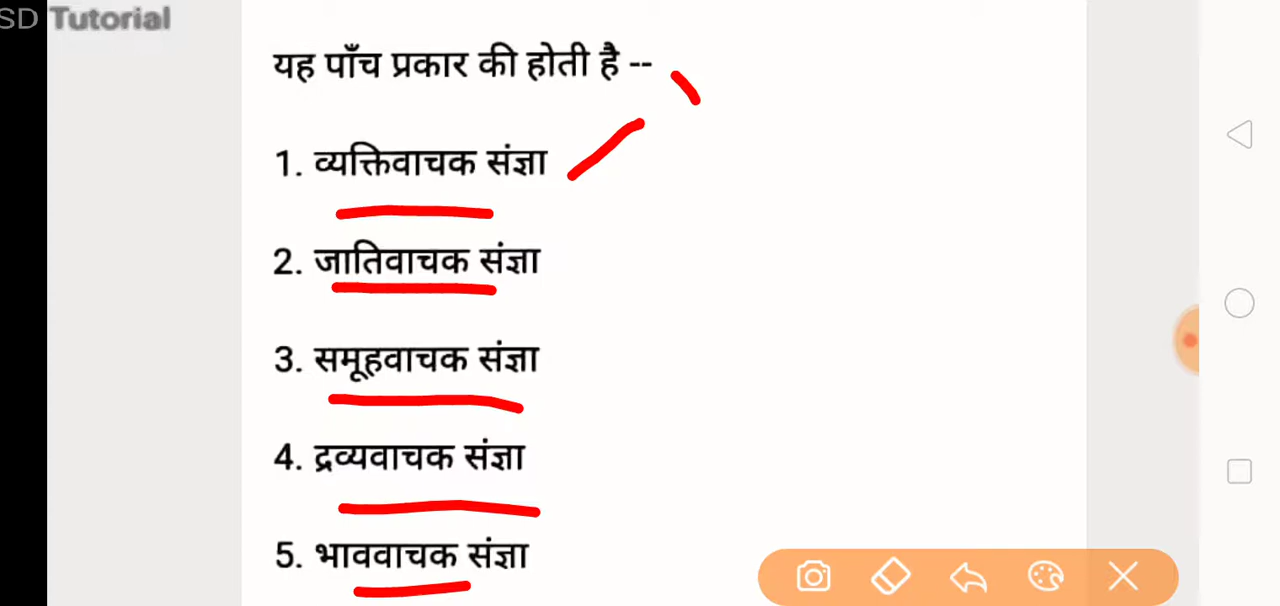 SD Tutorial
यह पाँच प्रकार की होती है --
1. व्यक्तिवाचक संज्ञा
2. जातिवाचक संज्ञा
3. समूहवाचक संज्ञा
4. द्रव्यवाचक संज्ञा
5. भाववाचक संज्ञा